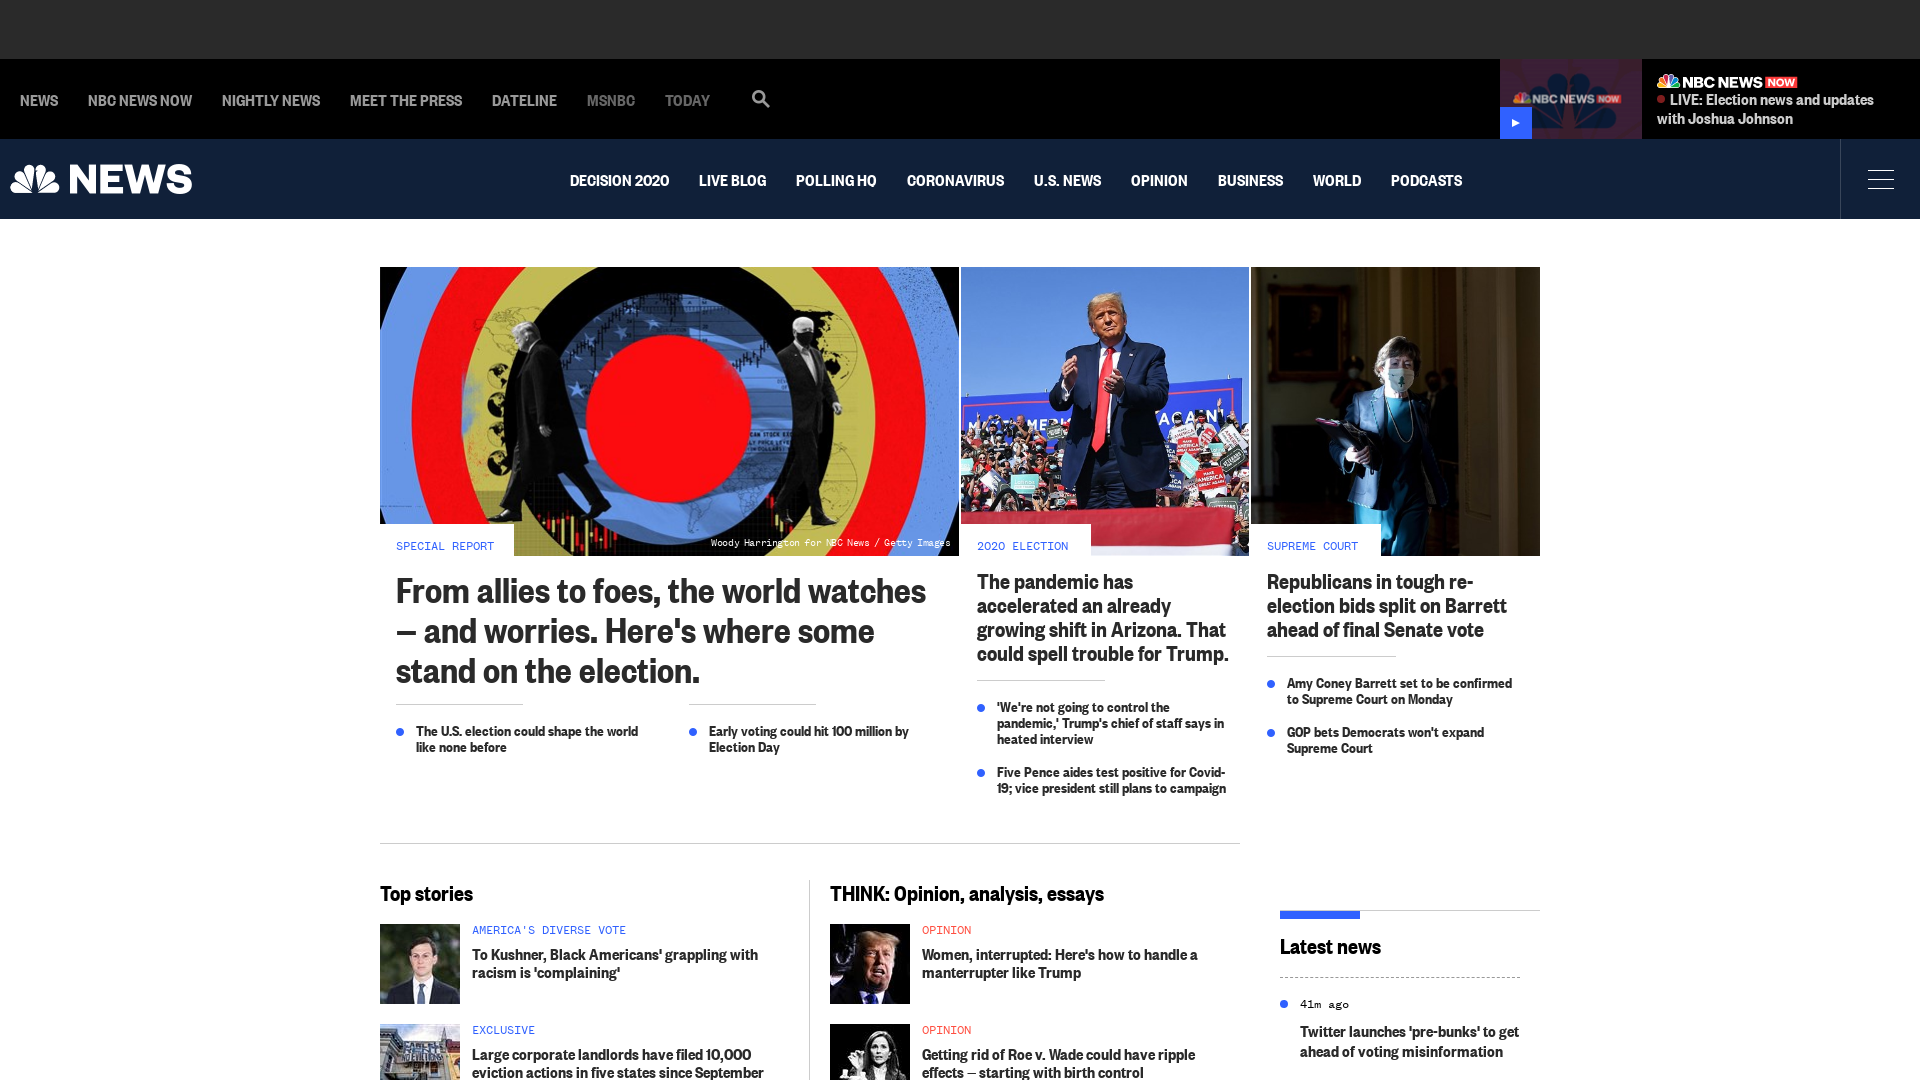 NEWS NBC NEWS NOW NIGHTLY NEWS MEET THE PRESS DATELINE MSNBC TODAY
NBC NEWS NOW
NBC NEWS NOW
LIVE: Election news and updates
with Joshua Johnson
NEWS
DECISION 2020 LIVE BLOG POLLING HQ CORONAVIRUS U.S. NEWS OPINION BUSINESS WORLD PODCASTS
Woody Harrington for NBC News / Getty Images
SPECIAL REPORT
From allies to foes, the world watches
— and worries. Here's where some
stand on the election.
The U.S. election could shape the world
like none before
Early voting could hit 100 million by
Election Day
2020 ELECTION
The pandemic has
accelerated an already
growing shift in Arizona. That
could spell trouble for Trump.
'We're not going to control the
pandemic,' Trump's chief of staff says in
heated interview
Five Pence aides test positive for Covid-
19; vice president still plans to campaign
SUPREME COURT
Republicans in tough re-
election bids split on Barrett
ahead of final Senate vote
Amy Coney Barrett set to be confirmed
to Supreme Court on Monday
GOP bets Democrats won't expand
Supreme Court
Top stories
AMERICA'S DIVERSE VOTE
To Kushner, Black Americans' grappling with
racism is 'complaining'
EXCLUSIVE
Large corporate landlords have filed 10,000
eviction actions in five states since September
THINK: Opinion, analysis, essays
OPINION
Women, interrupted: Here's how to handle a
manterrupter like Trump
OPINION
Getting rid of Roe v. Wade could have ripple
effects — starting with birth control
Latest news
41m ago
Twitter launches 'pre-bunks' to get
ahead of voting misinformation